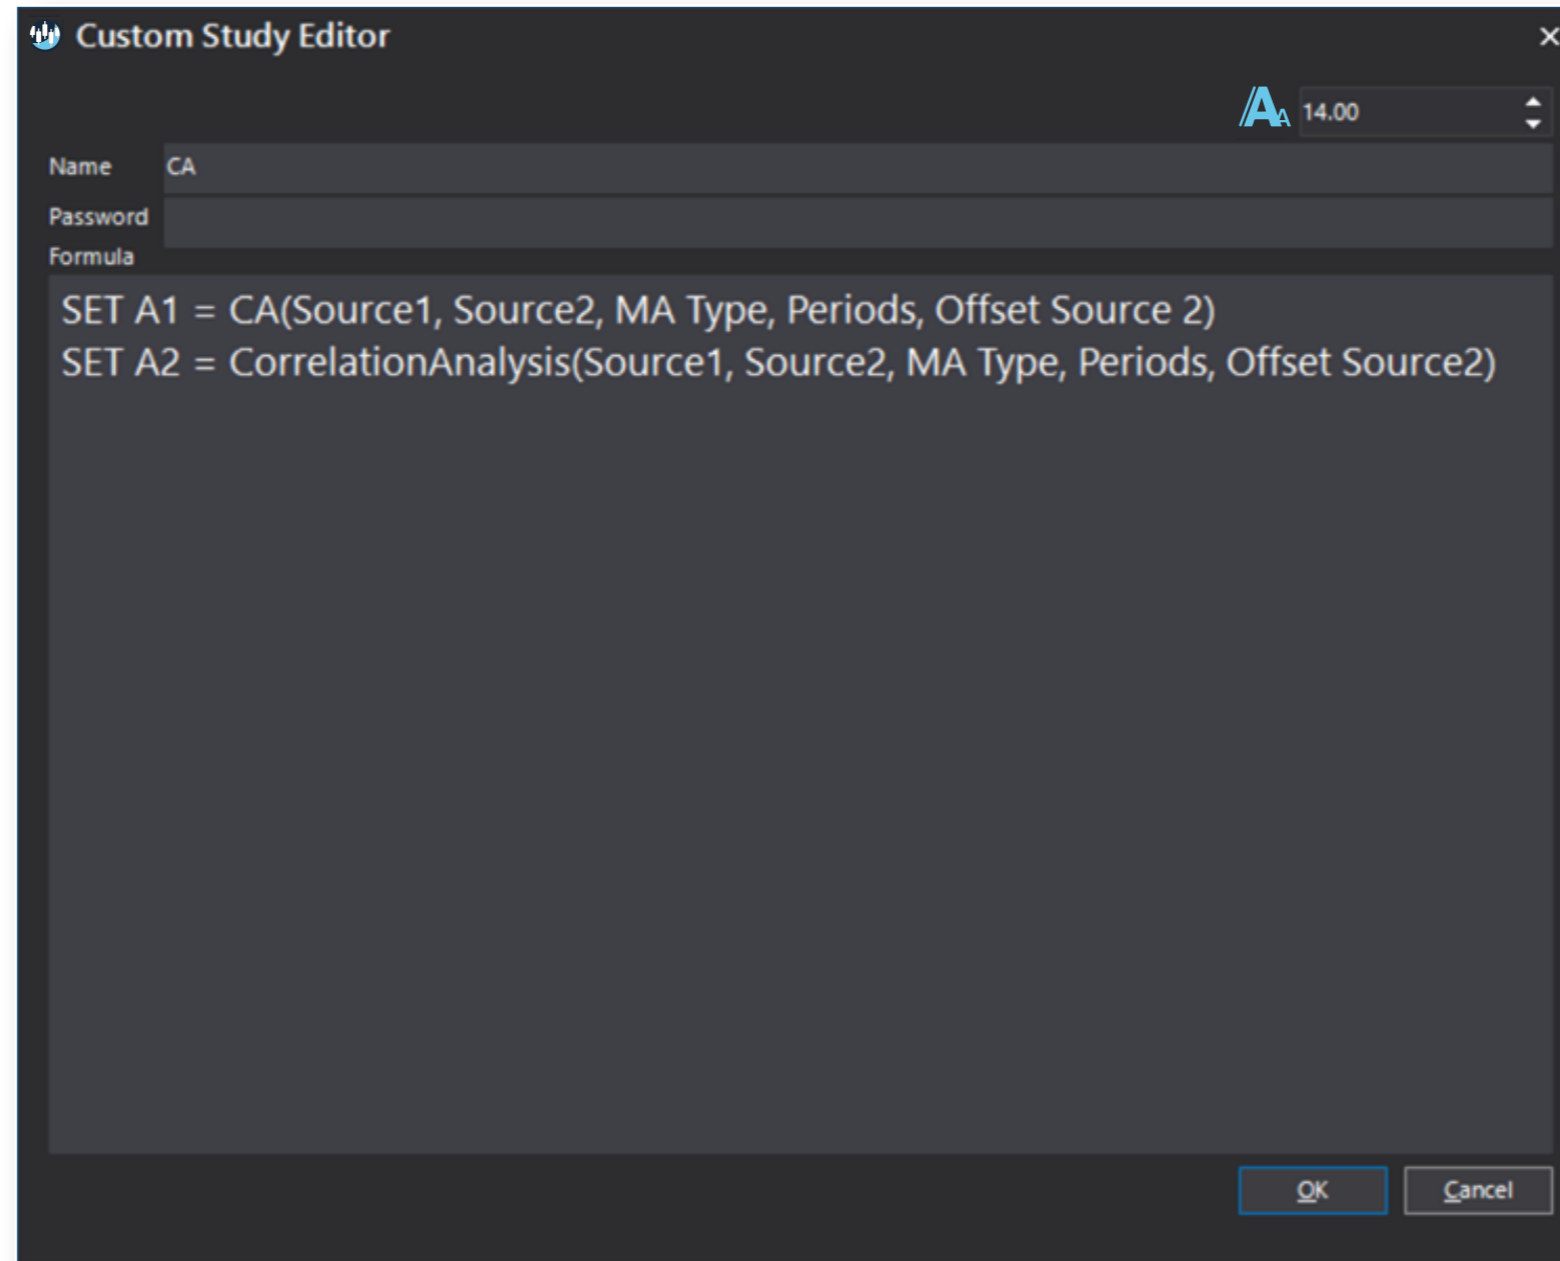 Custom Study Editor
14.00
Name CA
Password
Formula
SET A1 = CA(Source1, Source2, MA Type, Periods, Offset Source 2)
SET A2 = CorrelationAnalysis(Source1, Source2, MA Type, Periods, Offset Source2)
OK Cancel